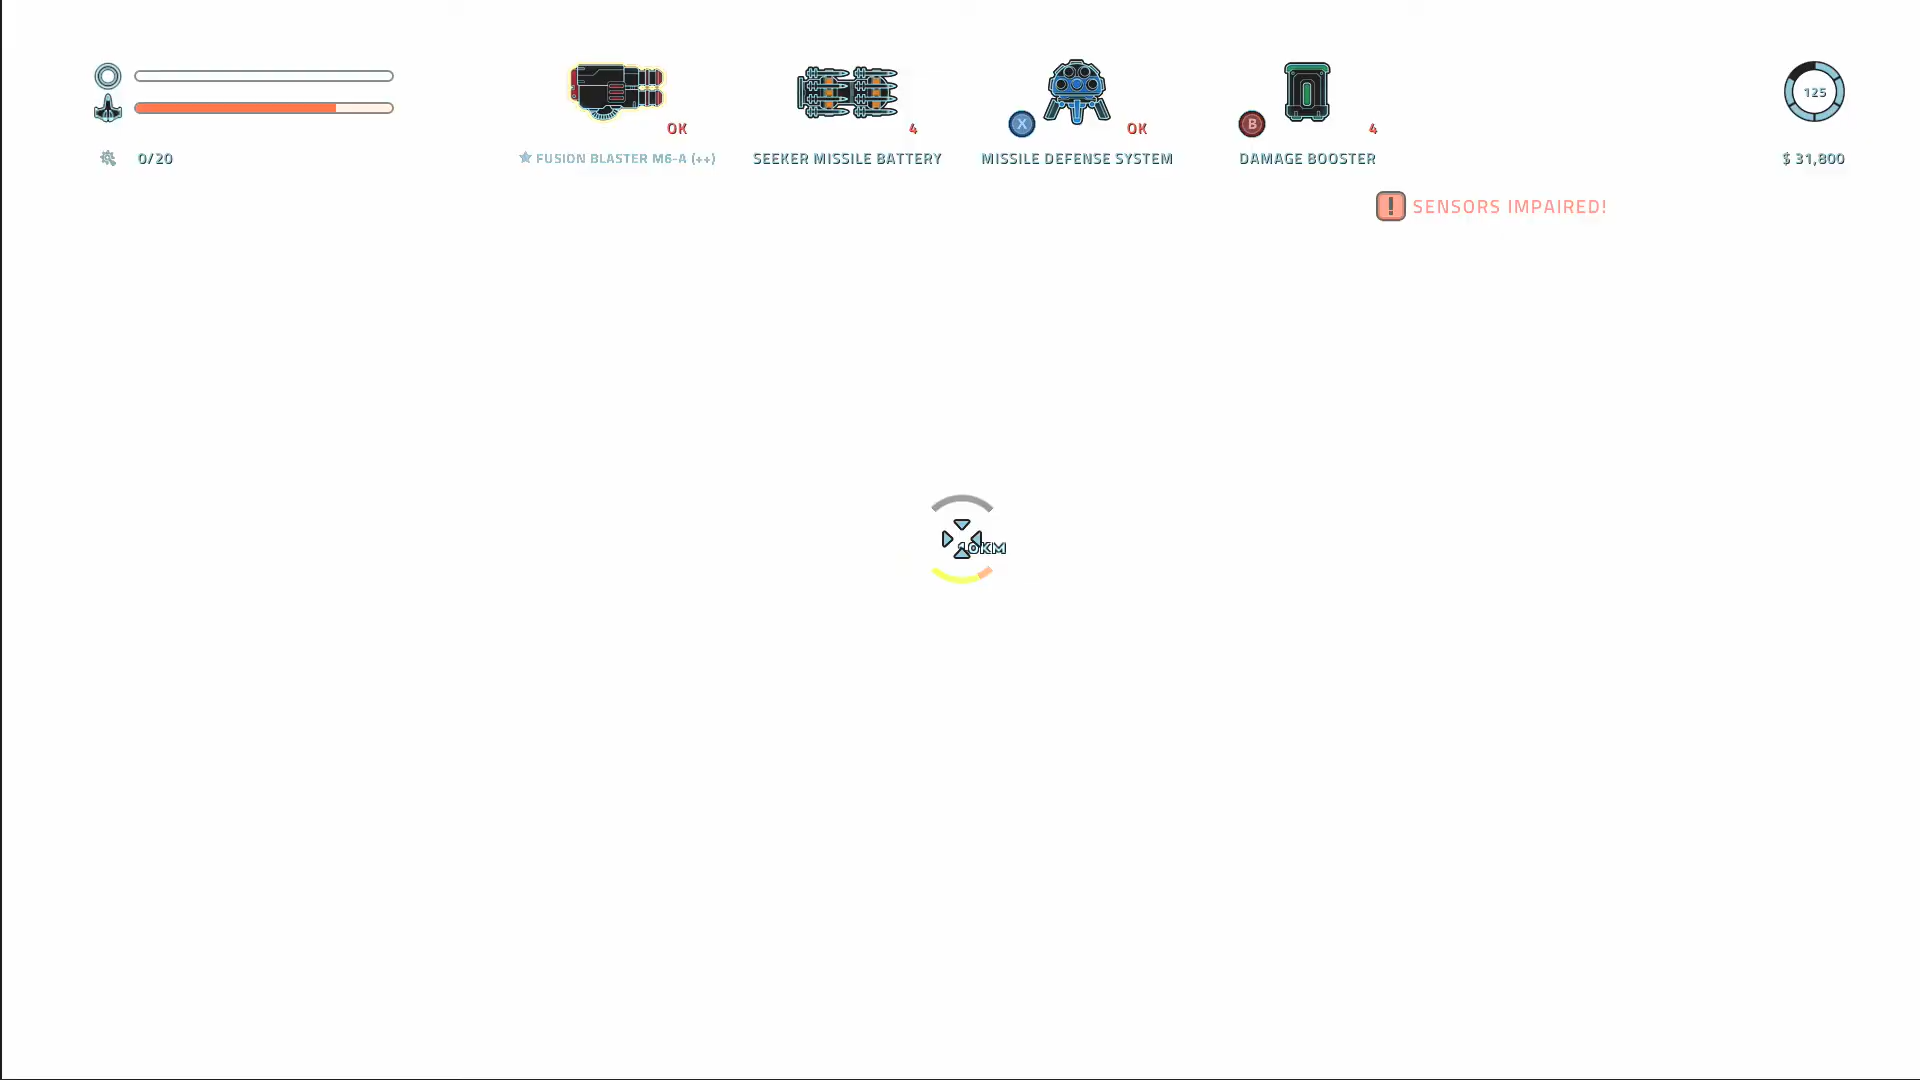 125
OK
4
X
OK
B
4
0/20
FUSION BLASTER M6-A (++)
SEEKER MISSILE BATTERY
MISSILE DEFENSE SYSTEM
DAMAGE BOOSTER
$ 31,800
! SENSORS IMPAIRED!
10KM